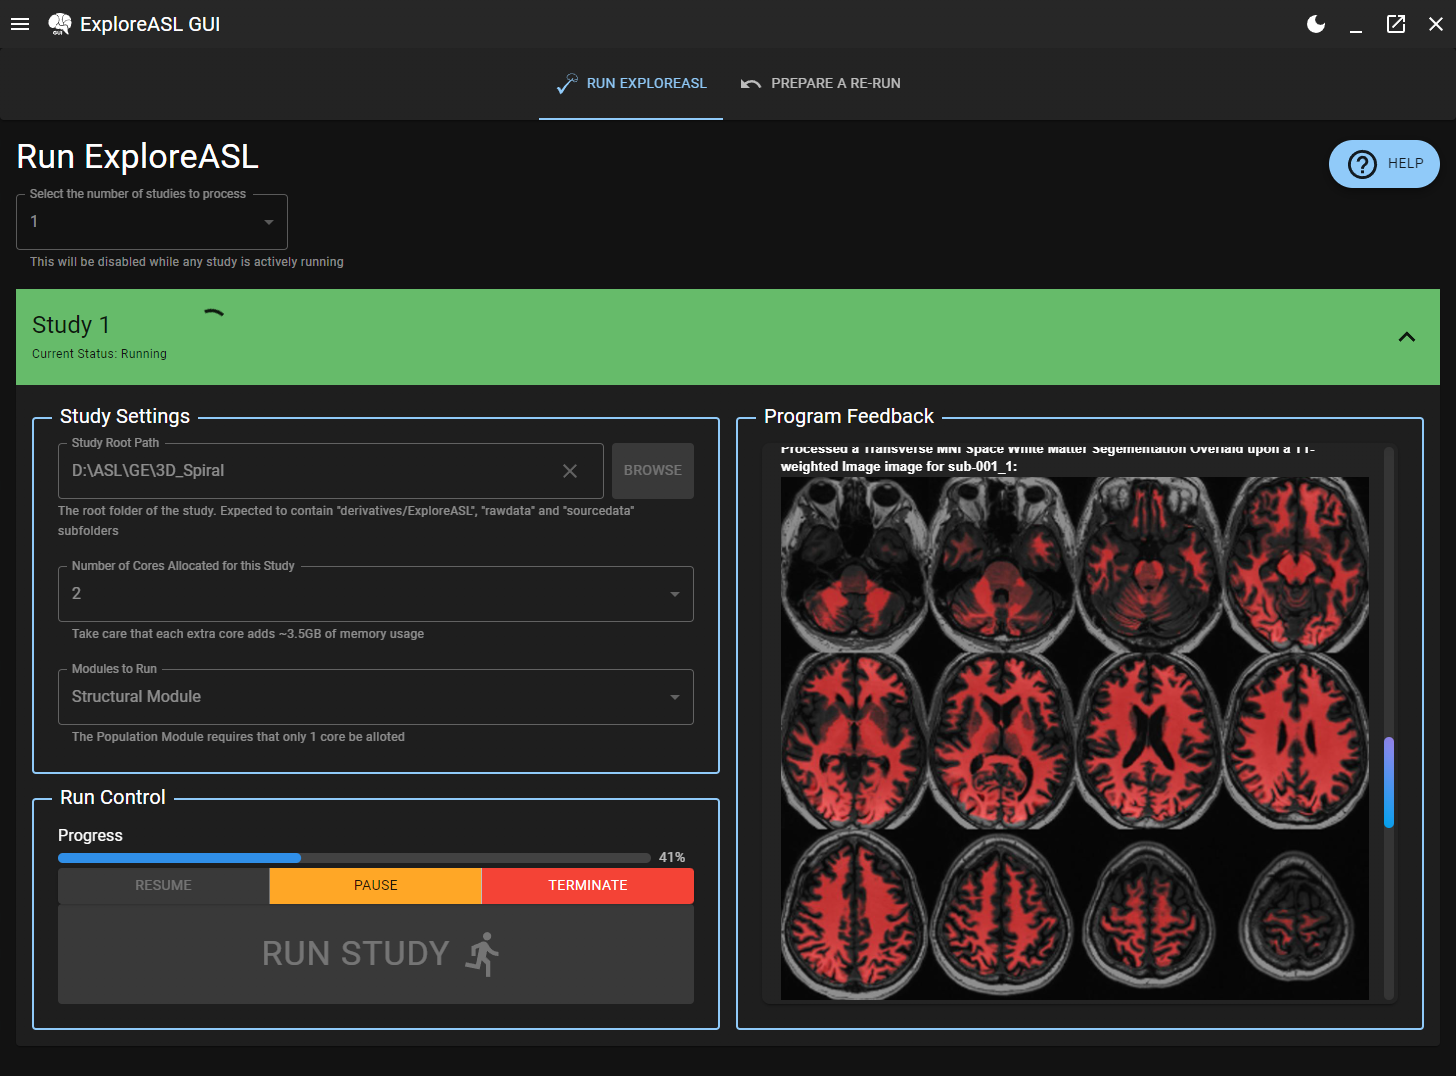 ExploreASL GUI
RUN EXPLOREASL
PREPARE A RE-RUN
Run ExploreASL
HELP
Select the number of studies to process
1
This will be disabled while any study is actively running
Study 1
Current Status: Running
Study Settings
Study Root Path
D:\ASL\GE\3D_Spiral
BROWSE
The root folder of the study. Expected to contain "derivatives/ExploreASL", "rawdata" and "sourcedata"
subfolders
Number of Cores Allocated for this Study
2
Take care that each extra core adds ~3.5GB of memory usage
Modules to Run
Structural Module
The Population Module requires that only 1 core be alloted
Run Control
Progress
41%
RESUME
PAUSE
TERMINATE
RUN STUDY
Program Feedback
Processed a Transverse MNI Space White Matter Segementation Overlaid upon a T1-
weighted Image image for sub-001_1: